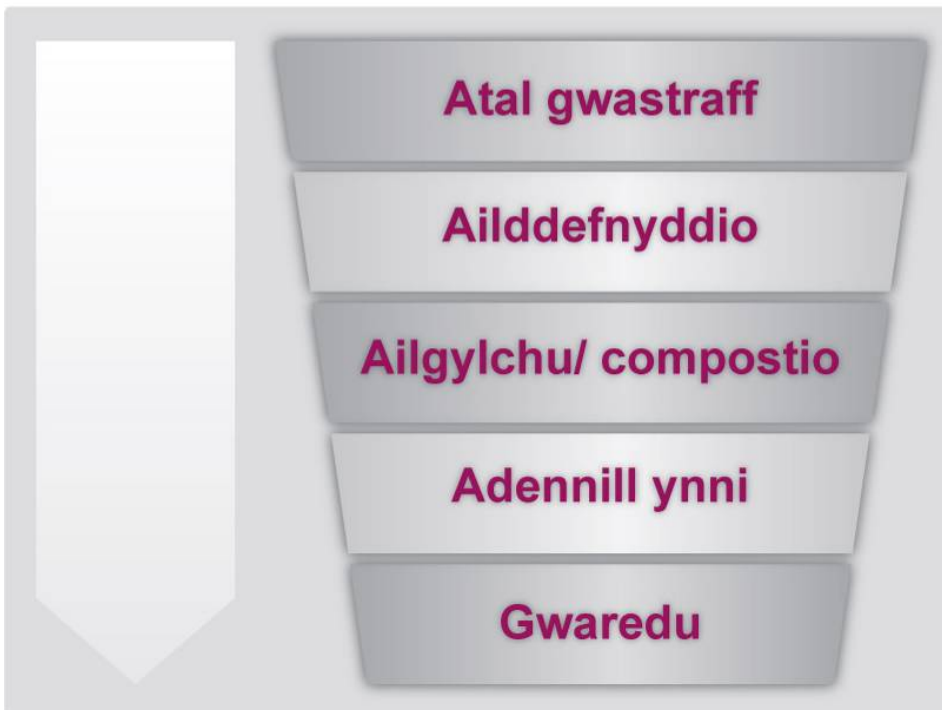 Atal gwastraff
Ailddefnyddio
Ailgylchu/ compostio
Adennill ynni
Gwaredu